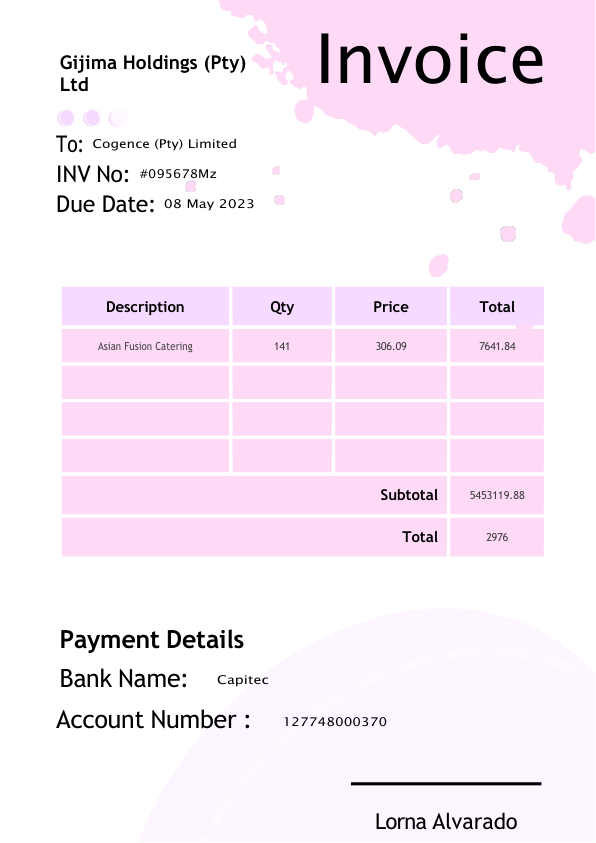 Invoice
Gijima Holdings (Pty)
Ltd
To: Cogence (Pty) Limited
INV No: #095678Mz
Due Date: 08 May 2023
Description Qty Price Total
Asian Fusion Catering 141 306.09 7641.84
Subtotal 5453119.88
Total 2976
Payment Details
Bank Name: Capitec
Account Number : 127748000370
Lorna Alvarado